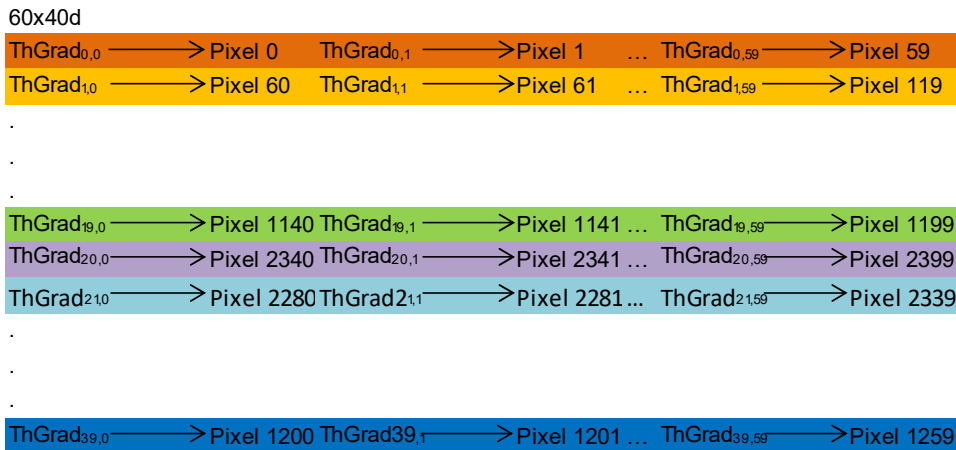 60x40d
ThGrad0,0 Pixel 0 ThGrad0,1 Pixel 1 … ThGrad0,59 Pixel 59
ThGrad1,0 Pixel 60 ThGrad1,1 Pixel 61 … ThGrad1,59 Pixel 119
.
.
.
ThGrad19,0 Pixel 1140 ThGrad19,1 Pixel 1141 … ThGrad19,59 Pixel 1199
ThGrad20,0 Pixel 2340 ThGrad20,1 Pixel 2341 … ThGrad20,59 Pixel 2399
ThGrad21,0 Pixel 2280 ThGrad21,1 Pixel 2281 … ThGrad21,59 Pixel 2339
.
.
.
ThGrad39,0 Pixel 1200 ThGrad39,1 Pixel 1201 … ThGrad39,59 Pixel 1259